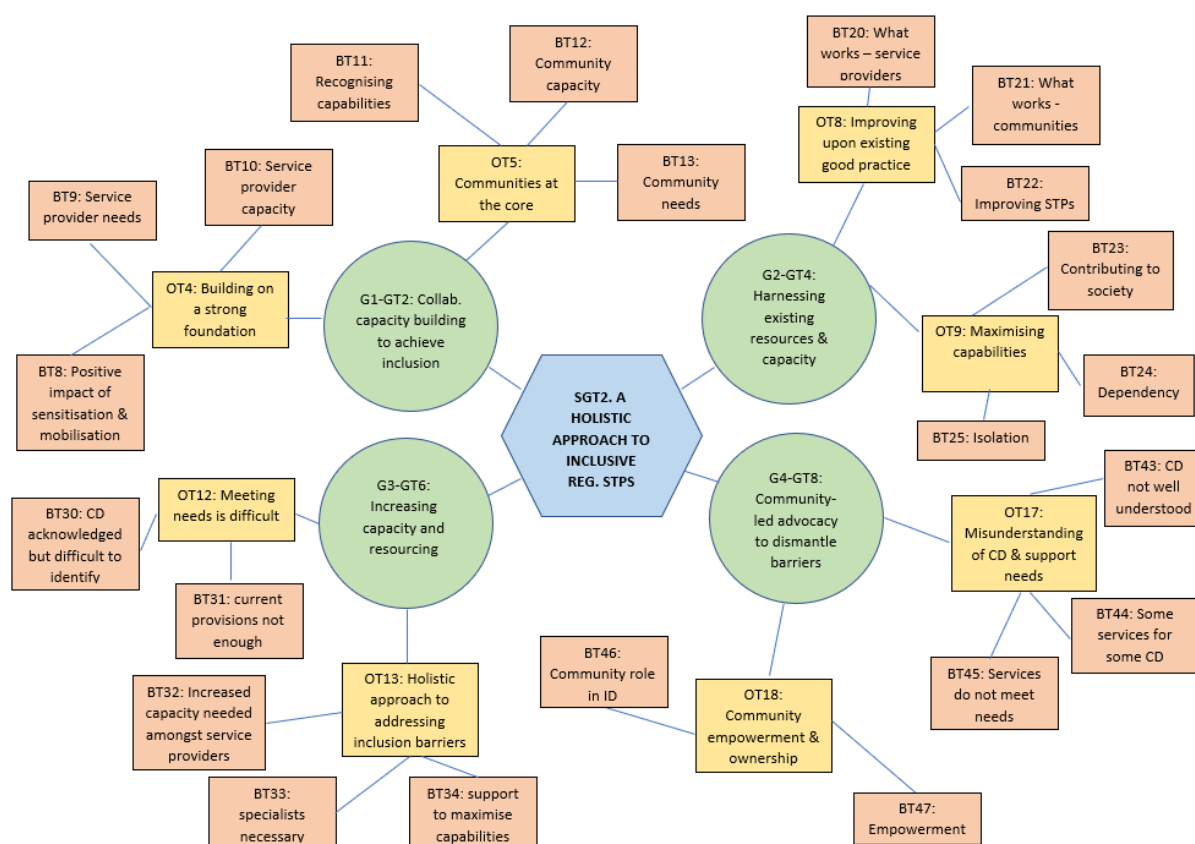 BT12:
Community
capacity
BT20: What
works – service
providers
BT11:
Recognising
capabilities
BT21: What
works -
communities
OT8: Improving
upon existing
good practice
OT5:
Communities at
the core
BT10: Service
provider
capacity
BT13:
Community
needs
BT9: Service
provider needs
BT22:
Improving STPs
BT23:
Contributing to
society
G1-GT2: Collab.
capacity building
to achieve
inclusion
G2-GT4:
Harnessing
existing
resources &
capacity
OT4: Building on
a strong
foundation
OT9: Maximising
capabilities
BT8: Positive
impact of
sensitisation &
mobilisation
BT24:
Dependency
SGT2. A
HOLISTIC
APPROACH TO
INCLUSIVE
REG. STPS
BT25: Isolation
BT43: CD
not well
understood
G3-GT6:
Increasing
capacity and
resourcing
G4-GT8:
Community-
led advocacy
to dismantle
barriers
OT12: Meeting
needs is difficult
BT30: CD
acknowledged
but difficult to
identify
OT17:
Misunderstanding
of CD & support
needs
BT31: current
provisions not
enough
BT44: Some
services for
some CD
BT46:
Community role
in ID
BT45: Services
do not meet
needs
OT13: Holistic
approach to
addressing
inclusion barriers
BT32: Increased
capacity needed
amongst service
providers
OT18:
Community
empowerment &
ownership
BT33:
specialists
necessary
BT34: support
to maximise
capabilities
BT47:
Empowerment